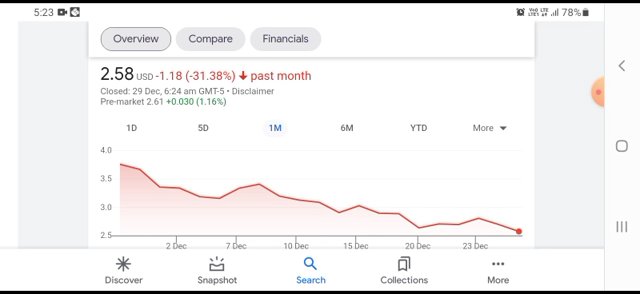 5:23
78%
Overview Compare Financials
2.58 USD -1.18 (-31.38%) past month
Closed: 29 Dec, 6:24 am GMT-5 • Disclaimer
Pre-market 2.61 +0.030 (1.16%)
1D 5D 1M 6M YTD More
4.0
3.5
3.0
2.5
2 Dec 7 Dec 10 Dec 15 Dec 20 Dec 23 Dec
Discover Snapshot Search Collections More